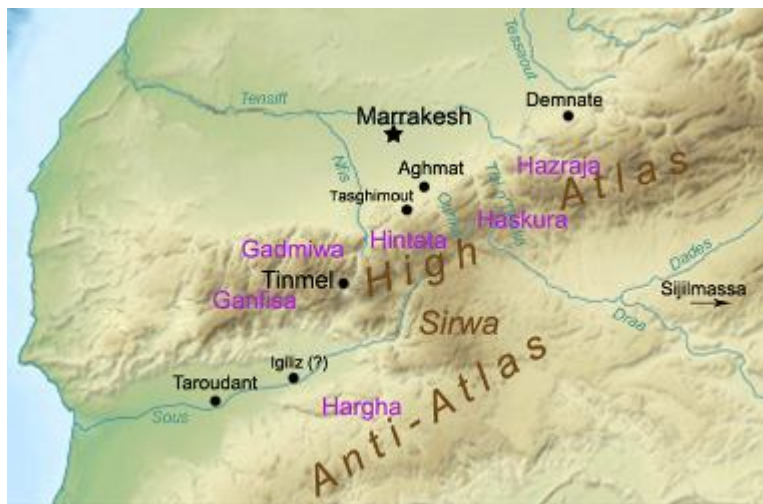 Tessaout
Tensift
Demnate
Marrakesh
Nfis
Aghmat
Hazraja
Atlas
Tasghimout
Haskura
Gadmiwa
Hintata
High
Dades
Tinmel
Ganfisa
Sijilmassa
Sirwa
Draa
Igiliz (?)
Taroudant
Hargha
Anti-Atlas
Sous